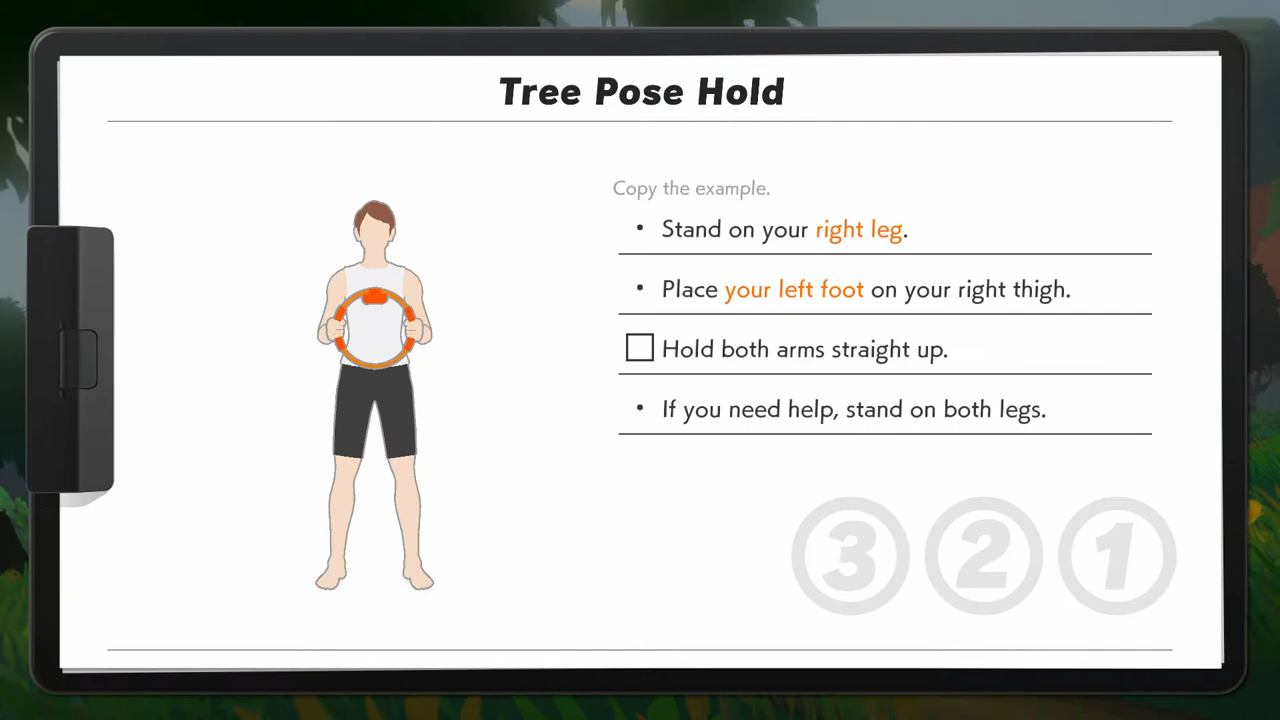 Tree Pose Hold
Copy the example.
• Stand on your right leg.
• Place your left foot on your right thigh.
Hold both arms straight up.
• If you need help, stand on both legs.
3 2 1